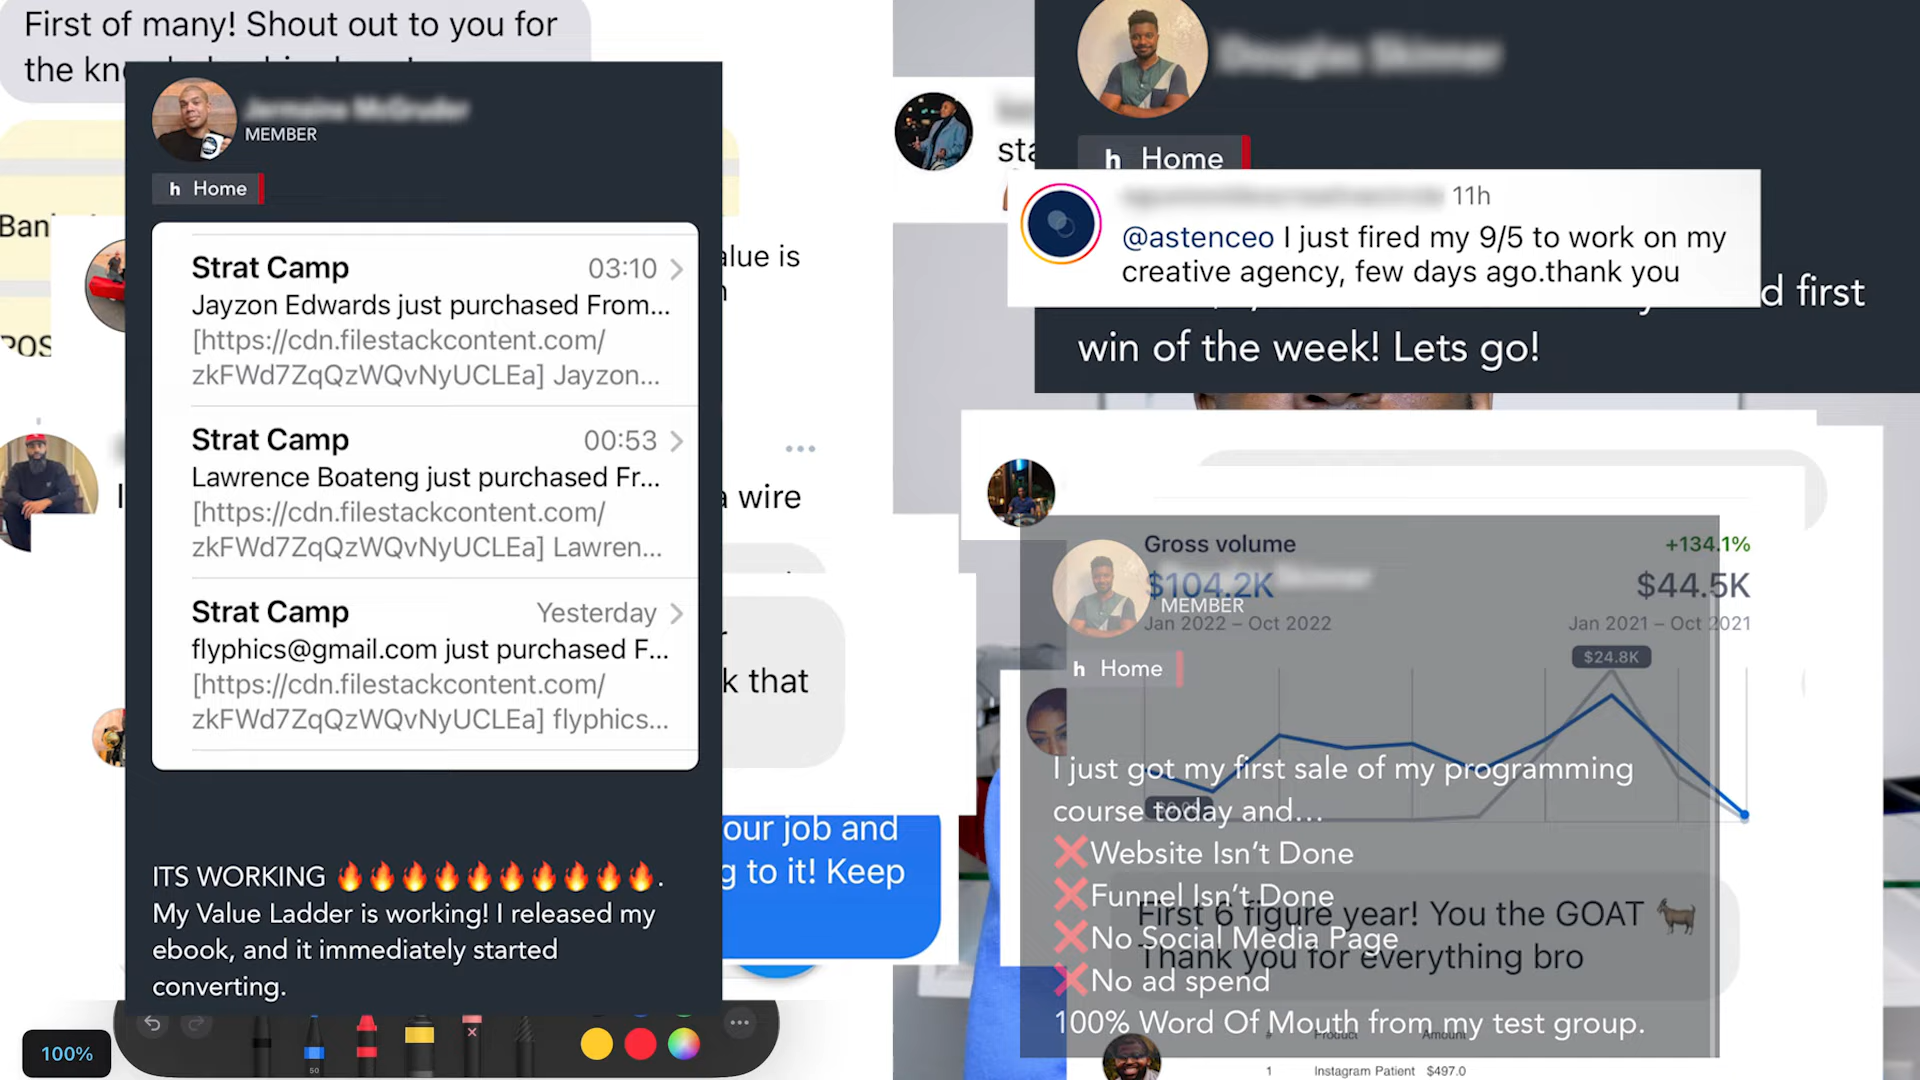 First of many! Shout out to you for
the
MEMBER
h Home
Strat Camp 03:10
Jayzon Edwards just purchased From...
[https://cdn.filestackcontent.com/
zkFWd7ZqQzWQvNyUCLEa] Jayzon...
Strat Camp 00:53
Lawrence Boateng just purchased Fr...
[https://cdn.filestackcontent.com/
zkFWd7ZqQzWQvNyUCLEa] Lawren...
Strat Camp Yesterday
flyphics@gmail.com just purchased F...
[https://cdn.filestackcontent.com/
zkFWd7ZqQzWQvNyUCLEa] flyphics...
ITS WORKING 🔥🔥🔥🔥🔥🔥🔥🔥🔥🔥.
My Value Ladder is working! I released my
ebook, and it immediately started
converting.
is
wire
that
our job and
to it! Keep
50
100%
h Home
11h
@astenceo I just fired my 9/5 to work on my
creative agency, few days ago.thank you
first
win of the week! Lets go!
Gross volume +134.1%
$104.2K $44.5K
MEMBER
Jan 2022 – Oct 2022 Jan 2021 – Oct 2021
$24.8K
h Home
I just got my first sale of my programming
course today and...
❌Website Isn't Done
❌Funnel Isn't Done
First 6 figure year! You the GOAT 🐐
❌No Social Media Page
Thank you for everything bro
❌No ad spend
100% Word Of Mouth from my test group.
# Product Amount
1 Instagram Patient $497.0